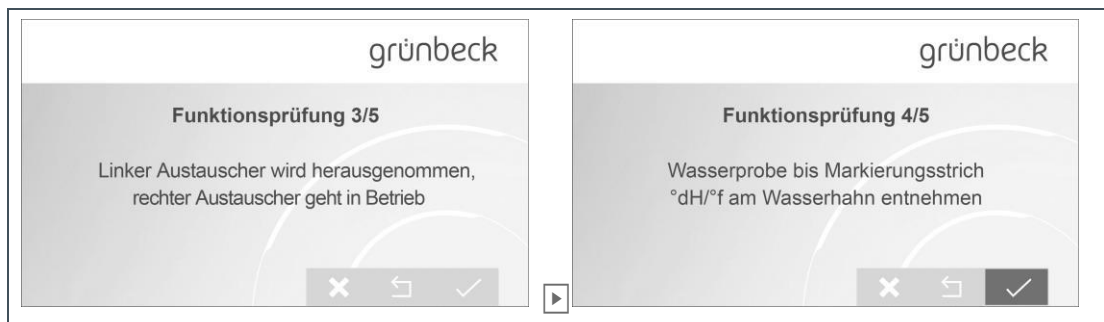 grünbeck
Funktionsprüfung 3/5
Linker Austauscher wird herausgenommen,
rechter Austauscher geht in Betrieb
grünbeck
Funktionsprüfung 4/5
Wasserprobe bis Markierungsstrich
°dH/°f am Wasserhahn entnehmen